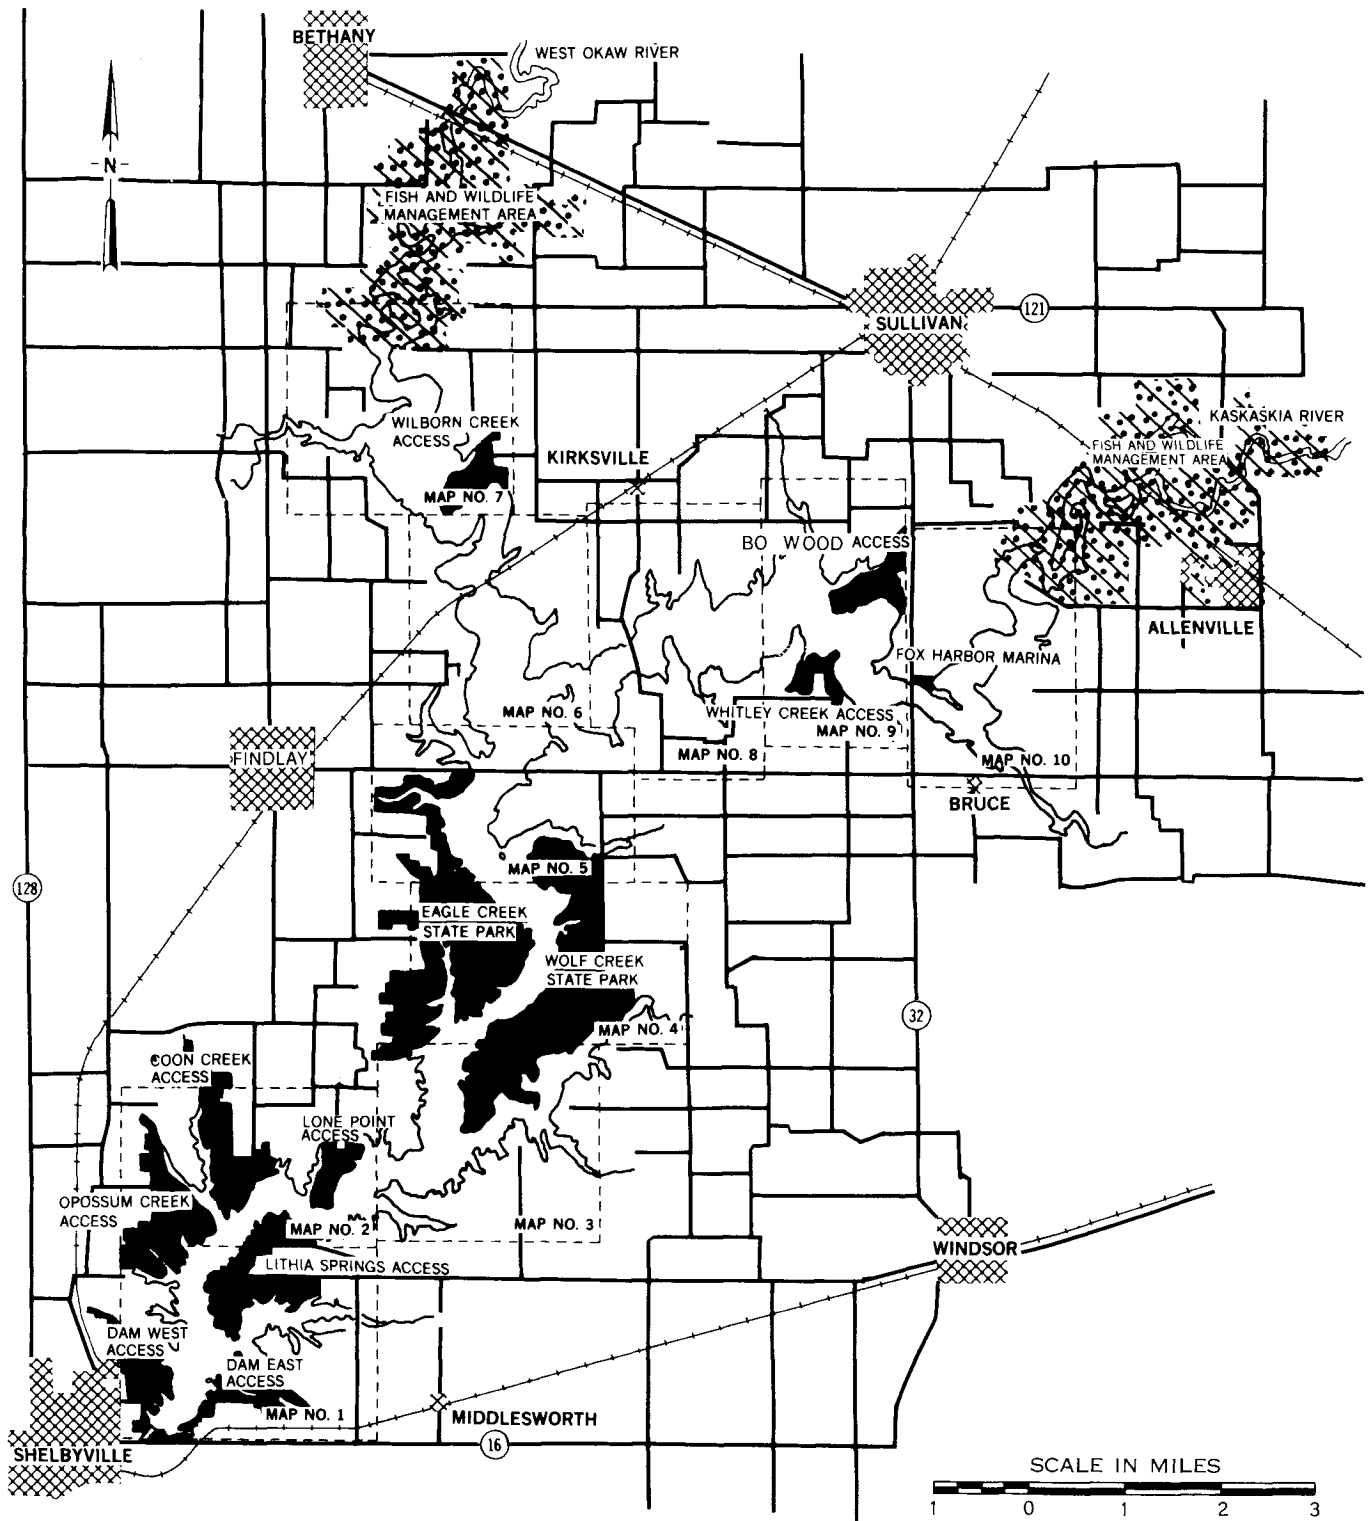 BETHANY
WEST OKAW RIVER
N
FISH AND WILDLIFE
MANAGEMENT AREA
SULLIVAN
121
KASKASKIA RIVER
WILBORN CREEK
ACCESS
FISH AND WILDLIFE
MANAGEMENT AREA
KIRKSVILLE
MAP NO. 7
BO WOOD ACCESS
ALLENVILLE
FOX HARBOR MARINA
MAP NO. 6
WHITLEY CREEK ACCESS
MAP NO. 9
MAP NO. 8
FINDLAY
MAP NO. 10
BRUCE
MAP NO. 5
128
EAGLE CREEK
STATE PARK
WOLF CREEK
STATE PARK
32
MAP NO. 4
COON CREEK
ACCESS
LONE POINT
ACCESS
OPOSSUM CREEK
ACCESS
MAP NO. 2
MAP NO. 3
WINDSOR
LITHIA SPRINGS ACCESS
DAM WEST
ACCESS
DAM EAST
ACCESS
MAP NO. 1
MIDDLESWORTH
16
SHELBYVILLE
SCALE IN MILES
1 0 1 2 3